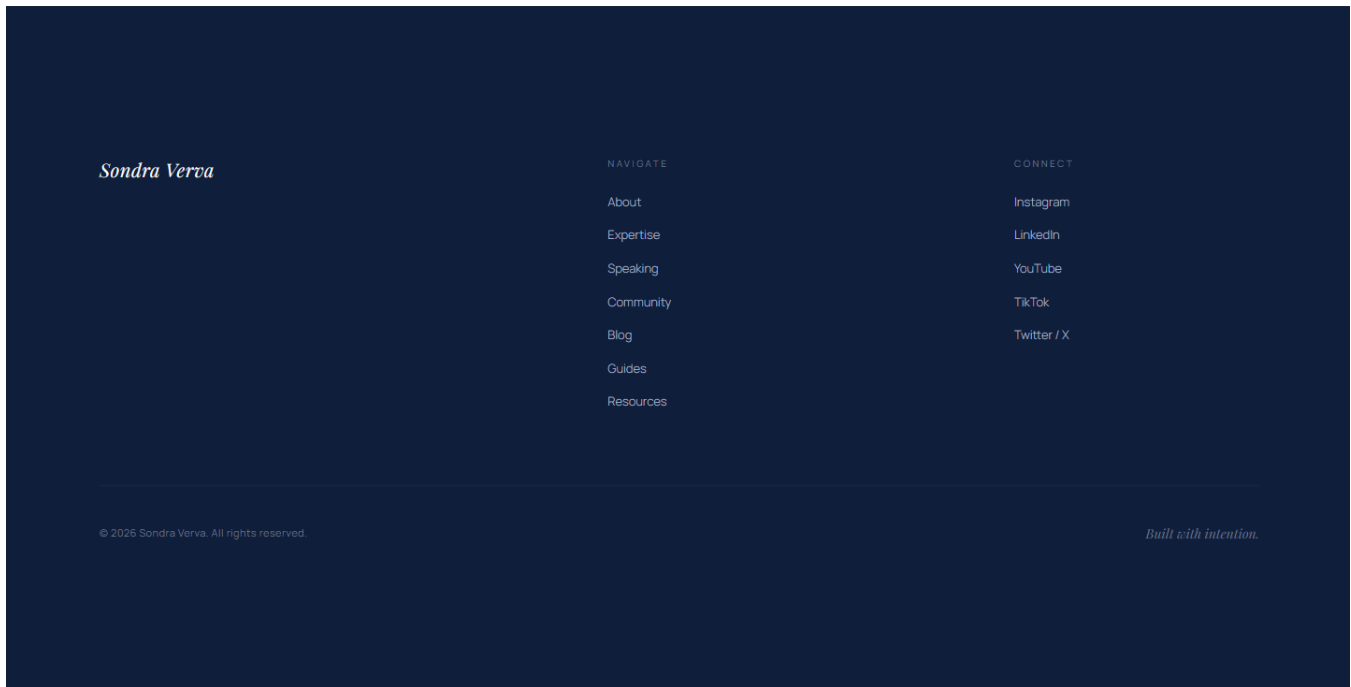 Sondra Verva
NAVIGATE
About
Expertise
Speaking
Community
Blog
Guides
Resources
CONNECT
Instagram
LinkedIn
YouTube
TikTok
Twitter / X
© 2026 Sondra Verva. All rights reserved.
Built with intention.